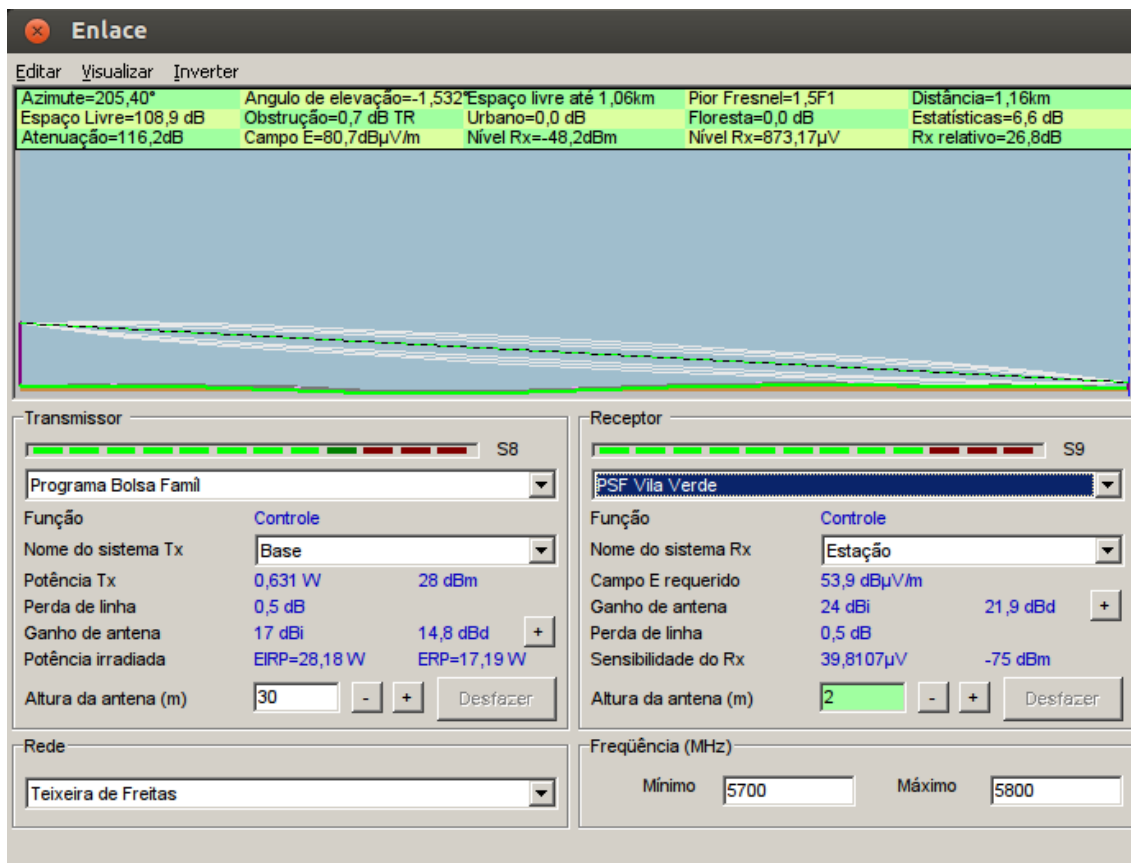 Enlace
Editar Visualizar Inverter
Azimute=205,40° Angulo de elevação=-1,532° Espaço livre até 1,06km Pior Fresnel=1,5F1 Distância=1,16km
Espaço Livre=108,9 dB Obstrução=0,7 dB TR Urbano=0,0 dB Floresta=0,0 dB Estatísticas=6,6 dB
Atenuação=116,2dB Campo E=80,7dBµV/m Nível Rx=-48,2dBm Nível Rx=873,17µV Rx relativo=26,8dB
Transmissor
S8
Programa Bolsa Famíl
Função Controle
Nome do sistema Tx Base
Potência Tx 0,631 W 28 dBm
Perda de linha 0,5 dB
Ganho de antena 17 dBi 14,8 dBd +
Potência irradiada EIRP=28,18 W ERP=17,19 W
Altura da antena (m) 30 - + Desfazer
Receptor
S9
PSF Vila Verde
Função Controle
Nome do sistema Rx Estação
Campo E requerido 53,9 dBµV/m
Ganho de antena 24 dBi 21,9 dBd +
Perda de linha 0,5 dB
Sensibilidade do Rx 39,8107µV -75 dBm
Altura da antena (m) 2 - + Desfazer
Rede
Teixeira de Freitas
Freqüência (MHz)
Mínimo 5700 Máximo 5800